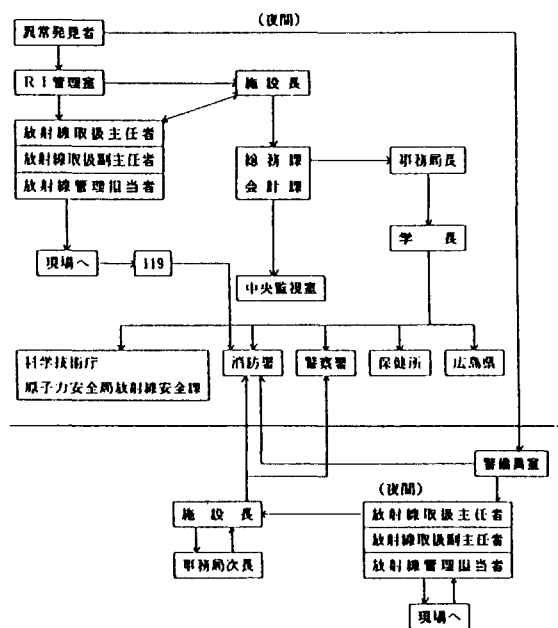 (夜間)
異常発見者
RI管理室
施設長
放射線取扱主任者
放射線取扱副主任者
放射線管理担当者
総務課
会計課
事務局長
学長
現場へ
119
中央監視室
科学技術庁
原子力安全局放射線安全課
消防署
警察署
保健所
広島県
警備員室
(夜間)
施設長
放射線取扱主任者
放射線取扱副主任者
放射線管理担当者
事務局次長
現場へ